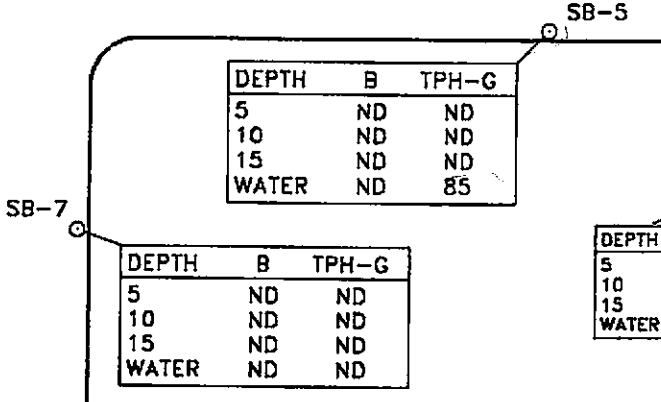 SB-5
DEPTH B TPH-G
5 ND ND
10 ND ND
15 ND ND
WATER ND 85
SB-7
DEPTH B TPH-G
5 ND ND
10 ND ND
15 ND ND
WATER ND ND
DEPTH
5
10
15
WATER